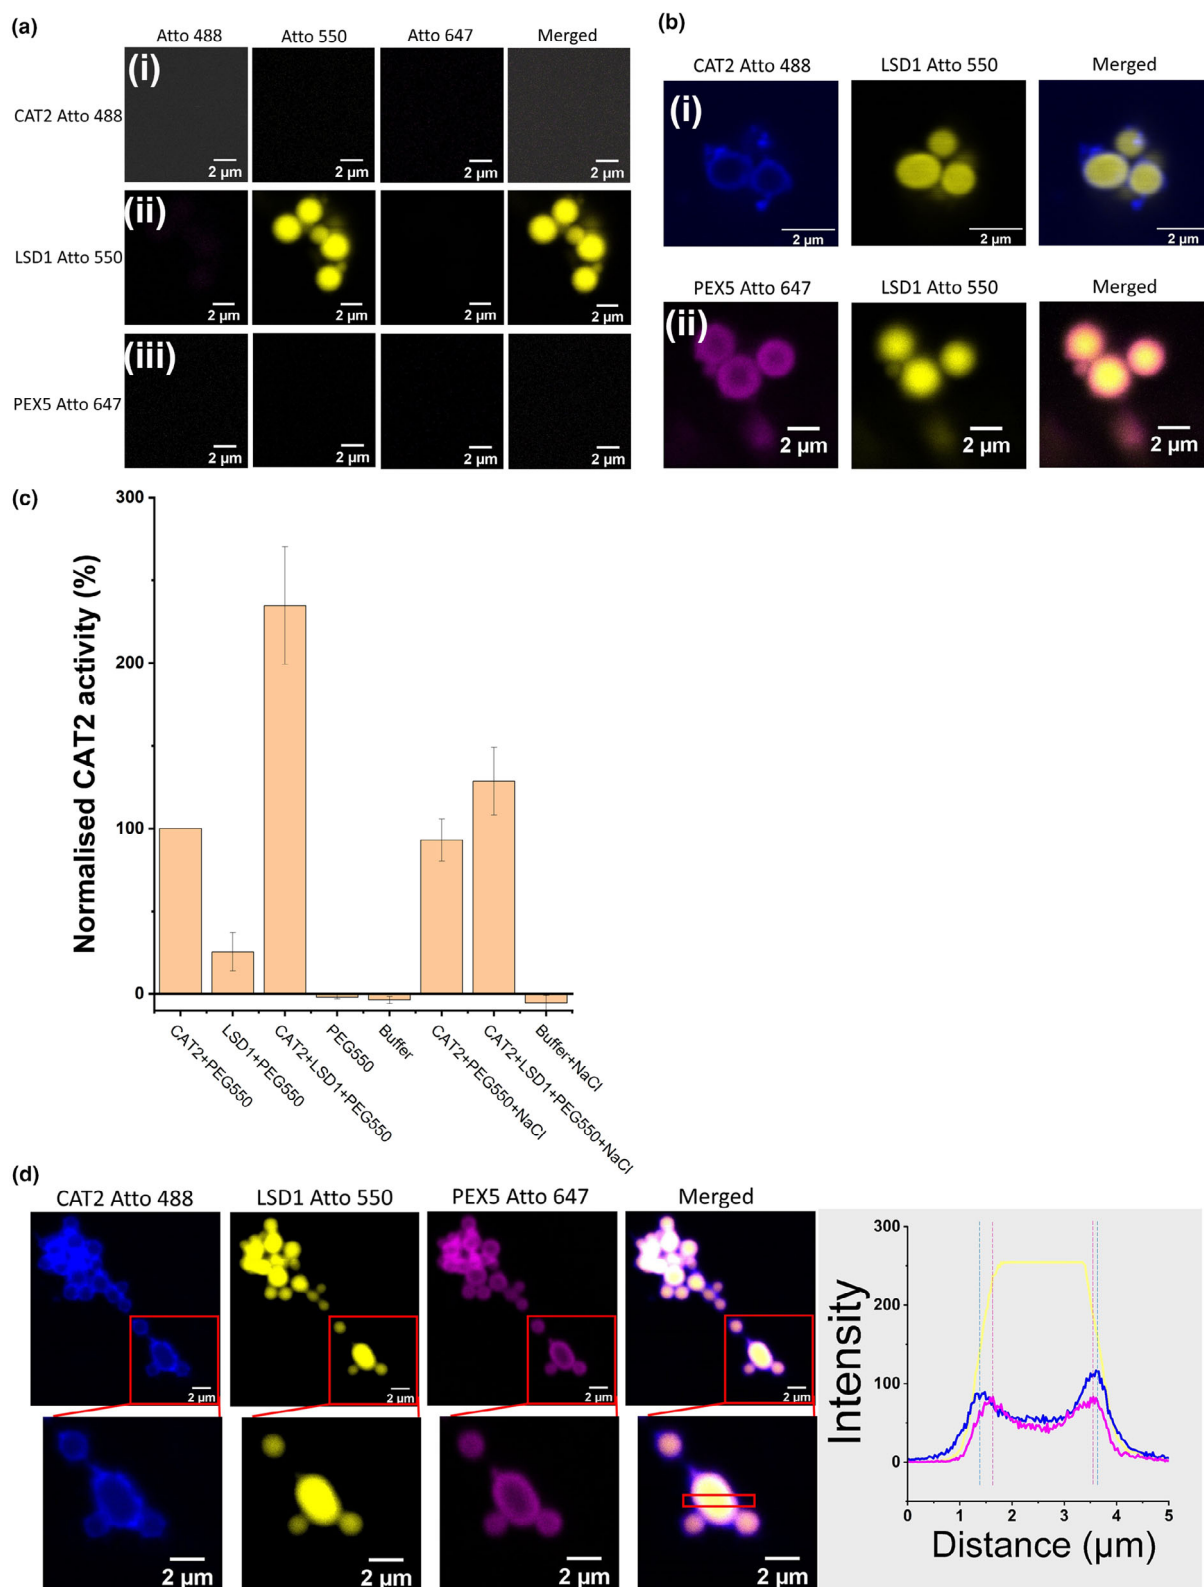 (a)
Atto 488 Atto 550 Atto 647 Merged
(i)
CAT2 Atto 488
2 µm 2 µm 2 µm 2 µm
(ii)
LSD1 Atto 550
2 µm 2 µm 2 µm 2 µm
(iii)
PEX5 Atto 647
2 µm 2 µm 2 µm 2 µm
(b)
CAT2 Atto 488 LSD1 Atto 550 Merged
(i)
2 µm 2 µm 2 µm
PEX5 Atto 647 LSD1 Atto 550 Merged
(ii)
2 µm 2 µm 2 µm
(c)
Normalised CAT2 activity (%)
300
200
100
0
CAT2+PEG550
LSD1+PEG550
CAT2+LSD1+PEG550
PEG550
Buffer
CAT2+PEG550+NaCl
CAT2+LSD1+PEG550+NaCl
Buffer+NaCl
(d)
CAT2 Atto 488 LSD1 Atto 550 PEX5 Atto 647 Merged
2 µm 2 µm 2 µm 2 µm
2 µm 2 µm 2 µm 2 µm
Intensity
300
250
200
150
100
50
0
0 1 2 3 4 5
Distance (µm)